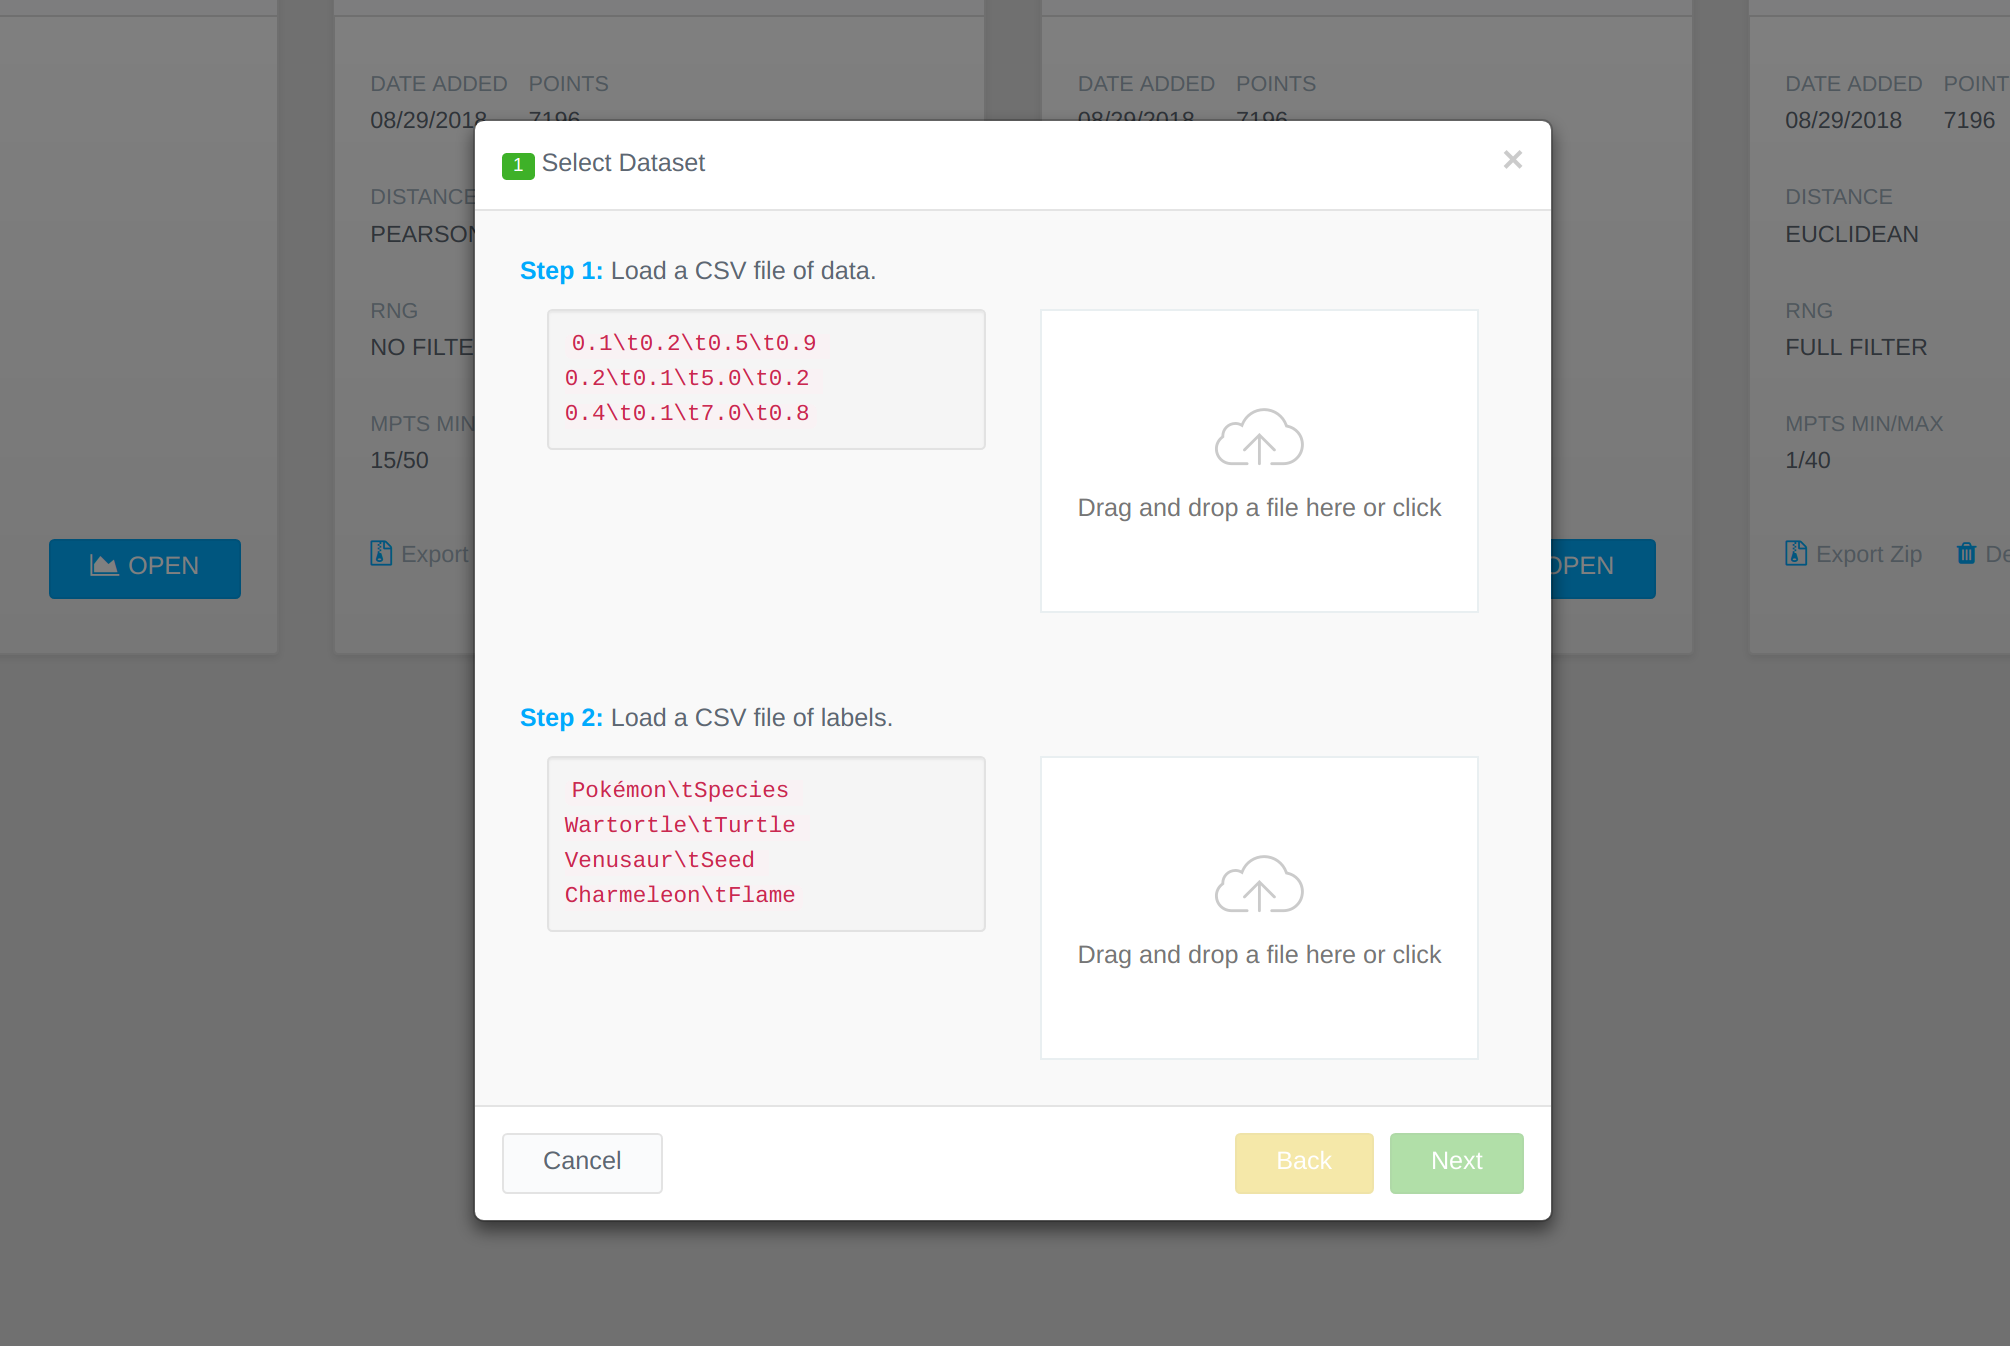 DATE ADDED POINTS
08/29/2018 7196
DISTANCE
PEARSON
RNG
NO FILTE
MPTS MIN
15/50
Export
OPEN
DATE ADDED POINTS
08/29/2018 7196
OPEN
DATE ADDED POINT
08/29/2018 7196
DISTANCE
EUCLIDEAN
RNG
FULL FILTER
MPTS MIN/MAX
1/40
Export Zip De
1 Select Dataset ×
Step 1: Load a CSV file of data.
0.1\t0.2\t0.5\t0.9
0.2\t0.1\t5.0\t0.2
0.4\t0.1\t7.0\t0.8
Drag and drop a file here or click
Step 2: Load a CSV file of labels.
Pokémon\tSpecies
Wartortle\tTurtle
Venusaur\tSeed
Charmeleon\tFlame
Drag and drop a file here or click
Cancel Back Next